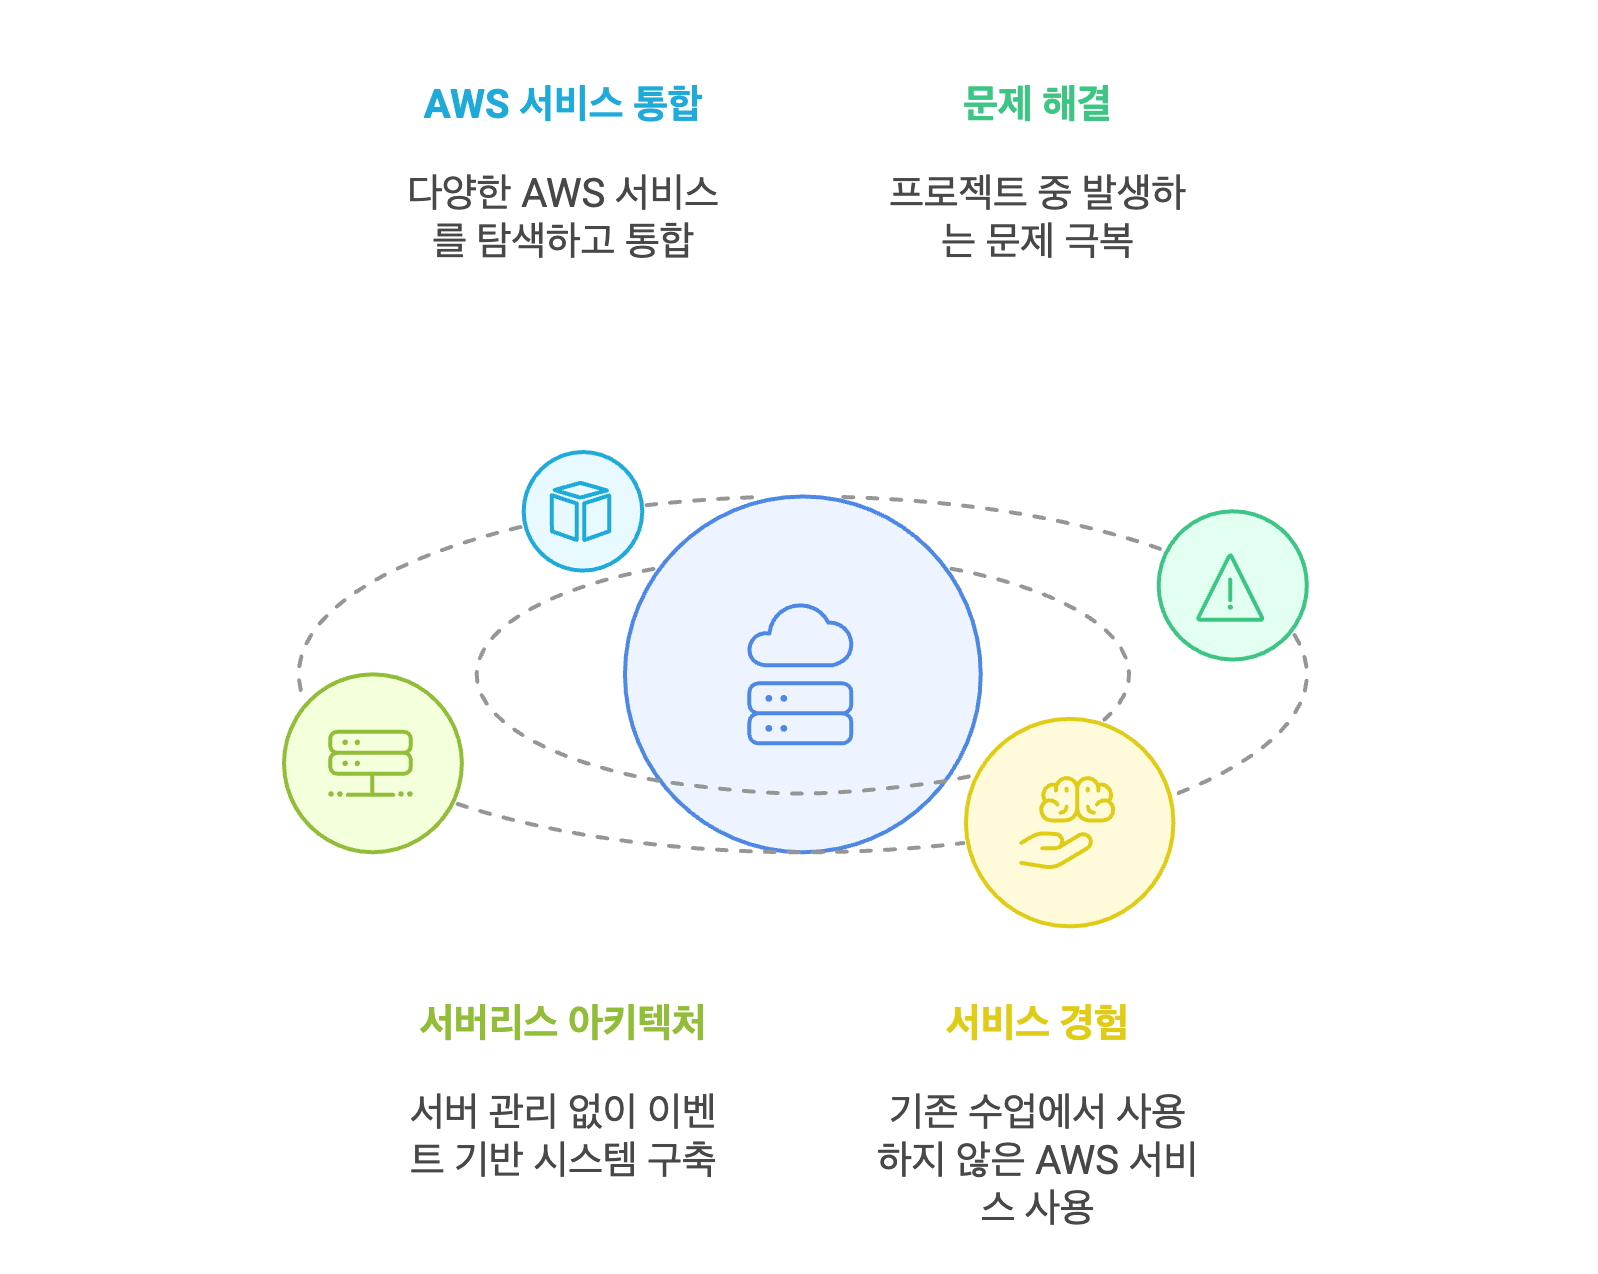 AWS 서비스 통합
다양한 AWS 서비스
를 탐색하고 통합
문제 해결
프로젝트 중 발생하
는 문제 극복
서버리스 아키텍처
서버 관리 없이 이벤
트 기반 시스템 구축
서비스 경험
기존 수업에서 사용
하지 않은 AWS 서비
스 사용